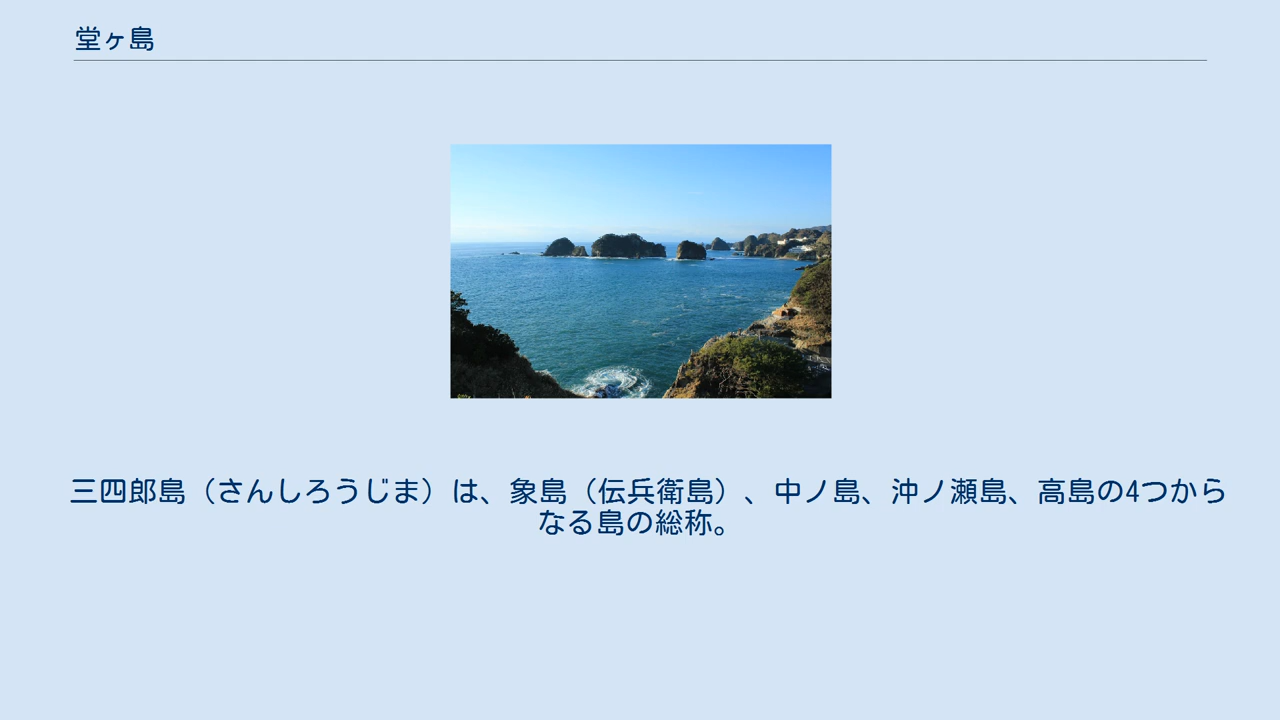 堂ヶ島
三四郎島（さんしろうじま）は、象島（伝兵衛島）、中ノ島、沖ノ瀬島、高島の4つから
なる島の総称。